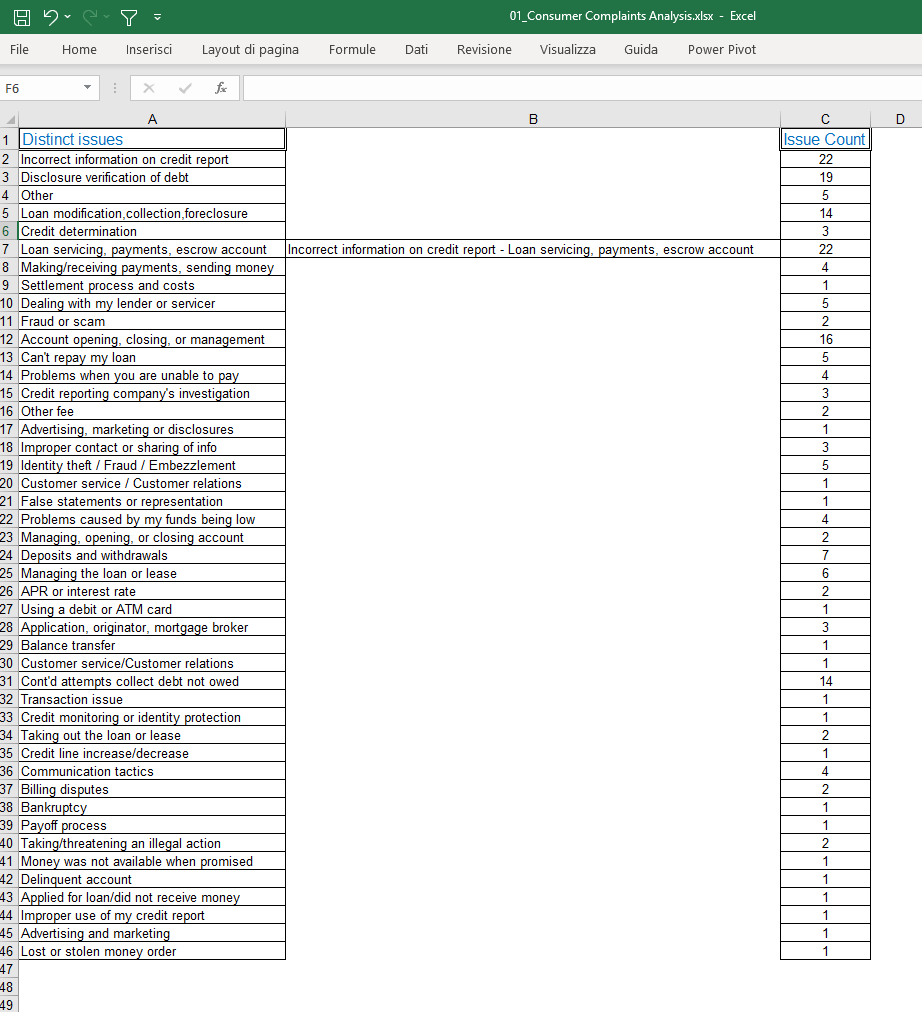 01_Consumer Complaints Analysis.xlsx - Excel
File Home Inserisci Layout di pagina Formule Dati Revisione Visualizza Guida Power Pivot
F6 fx
A B C D
1 Distinct issues Issue Count
2 Incorrect information on credit report 22
3 Disclosure verification of debt 19
4 Other 5
5 Loan modification,collection,foreclosure 14
6 Credit determination 3
7 Loan servicing, payments, escrow account Incorrect information on credit report - Loan servicing, payments, escrow account 22
8 Making/receiving payments, sending money 4
9 Settlement process and costs 1
10 Dealing with my lender or servicer 5
11 Fraud or scam 2
12 Account opening, closing, or management 16
13 Can't repay my loan 5
14 Problems when you are unable to pay 4
15 Credit reporting company's investigation 3
16 Other fee 2
17 Advertising, marketing or disclosures 1
18 Improper contact or sharing of info 3
19 Identity theft / Fraud / Embezzlement 5
20 Customer service / Customer relations 1
21 False statements or representation 1
22 Problems caused by my funds being low 4
23 Managing, opening, or closing account 2
24 Deposits and withdrawals 7
25 Managing the loan or lease 6
26 APR or interest rate 2
27 Using a debit or ATM card 1
28 Application, originator, mortgage broker 3
29 Balance transfer 1
30 Customer service/Customer relations 1
31 Cont'd attempts collect debt not owed 14
32 Transaction issue 1
33 Credit monitoring or identity protection 1
34 Taking out the loan or lease 2
35 Credit line increase/decrease 1
36 Communication tactics 4
37 Billing disputes 2
38 Bankruptcy 1
39 Payoff process 1
40 Taking/threatening an illegal action 2
41 Money was not available when promised 1
42 Delinquent account 1
43 Applied for loan/did not receive money 1
44 Improper use of my credit report 1
45 Advertising and marketing 1
46 Lost or stolen money order 1
47
48
49